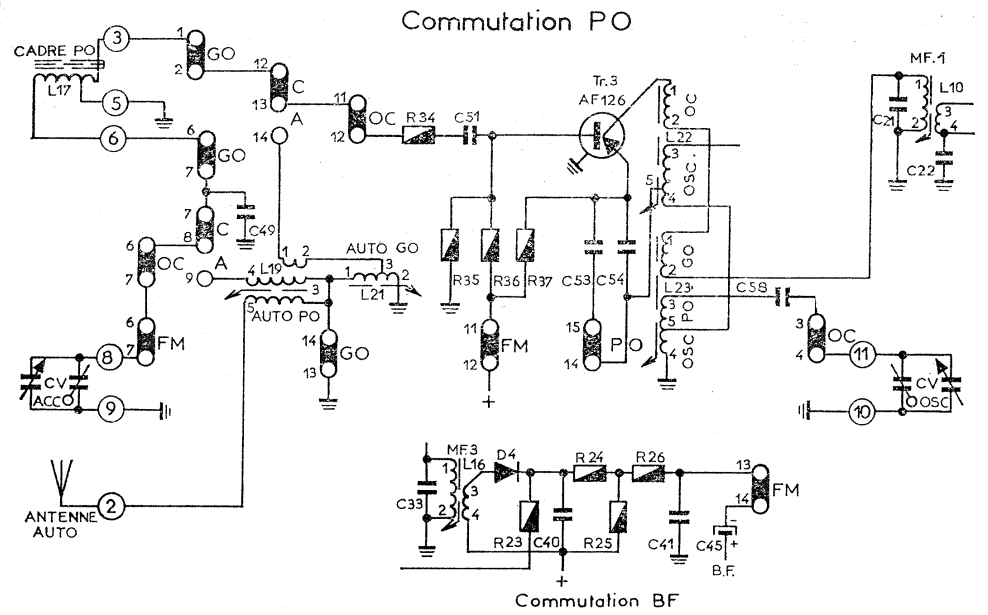 Commutation PO
CADRE PO
L17
3
5
6
1
GO
2
12
C
13
A
14
11
OC
12
R34
C51
Tr.3
AF126
1
OC
2
L22
3
OSC.
5
4
MF.1
1
L10
C21
3
2
4
C22
6
GO
7
7
C
8
C49
A
9
6
OC
7
6
FM
7
8
CV
ACC
9
1
2
AUTO GO
3
4
L19
3
1
2
L21
5
AUTO PO
14
GO
13
R35
R36
R37
C53
C54
11
FM
12
+
15
PO
14
1
GO
2
L23
3
PO
5
OSC
4
C58
3
OC
4
11
CV
OSC
10
ANTENNE
AUTO
2
MF.3
1
L16
C33
3
2
4
D4
R24
R26
R23
C40
R25
+
C41
13
FM
14
-
C45
+
B.F.
Commutation BF